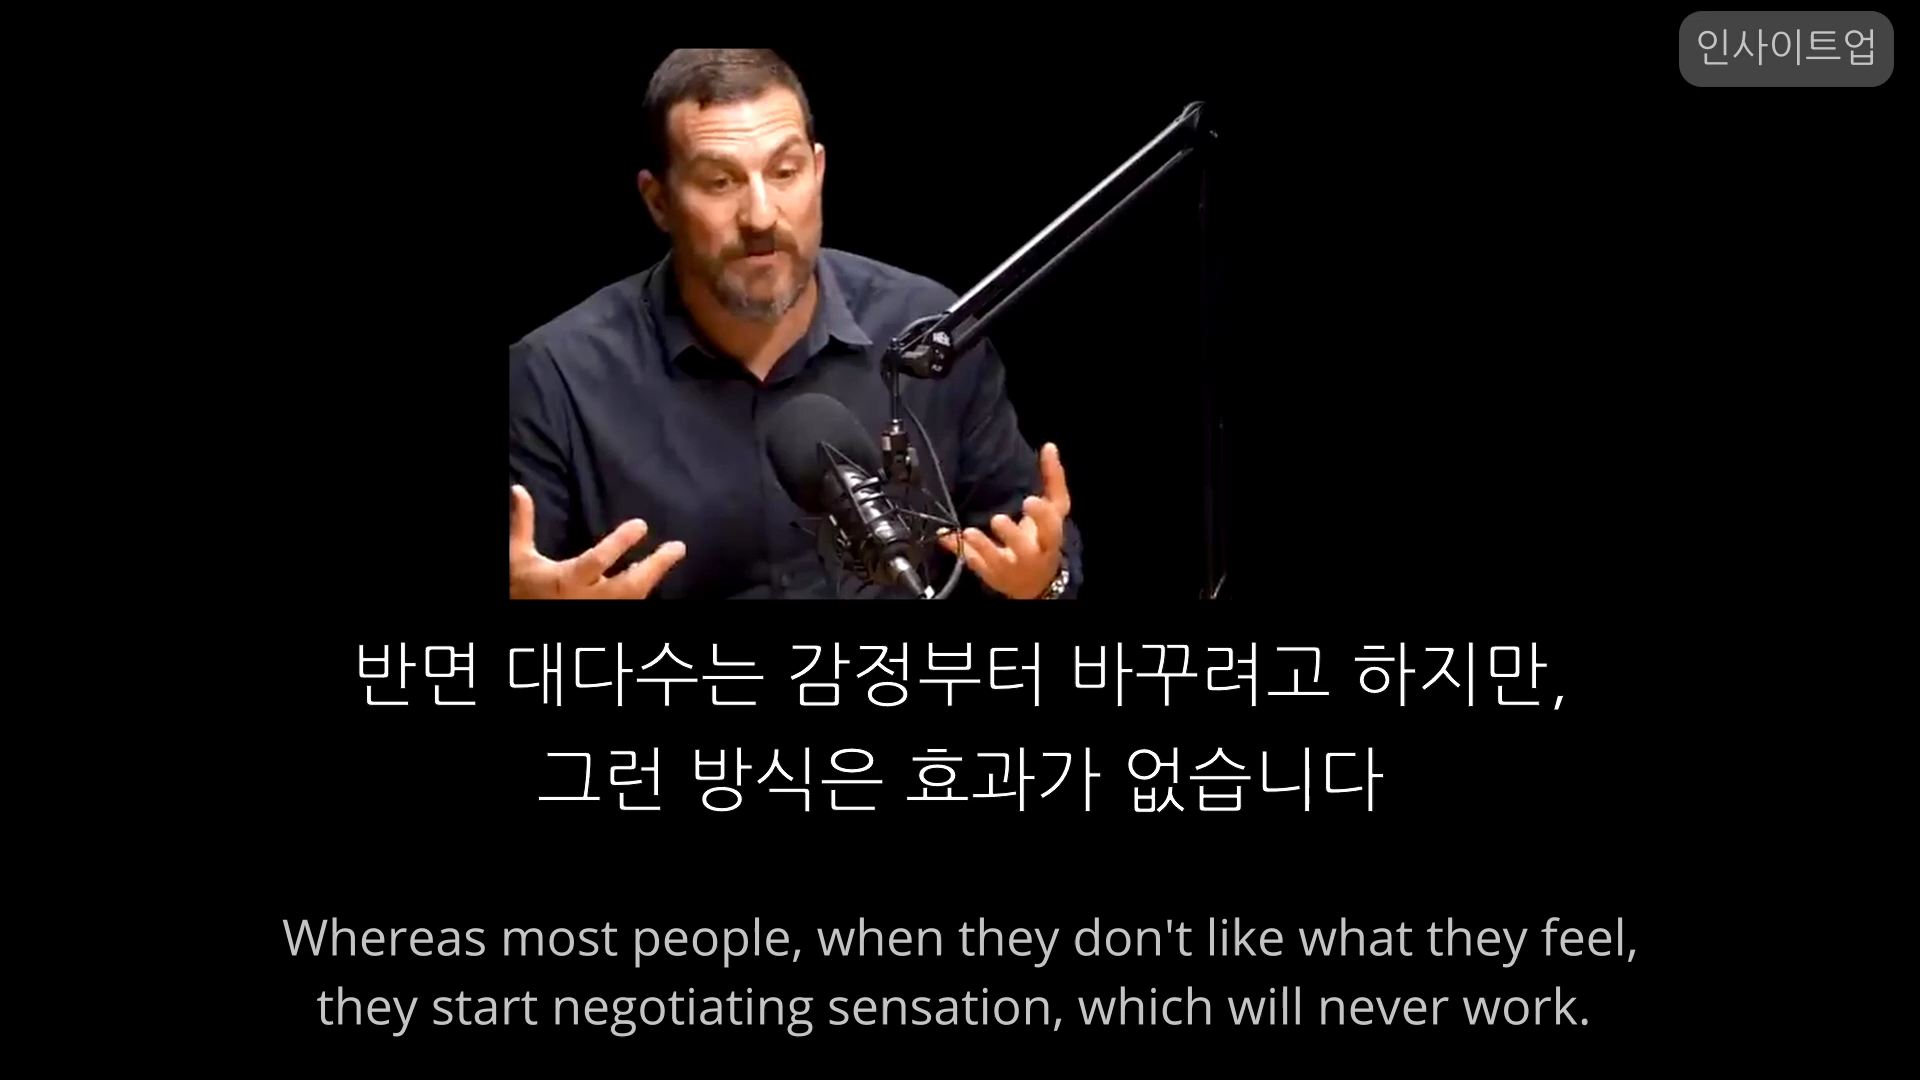 인사이트업
반면 대다수는 감정부터 바꾸려고 하지만,
그런 방식은 효과가 없습니다
Whereas most people, when they don't like what they feel,
they start negotiating sensation, which will never work.